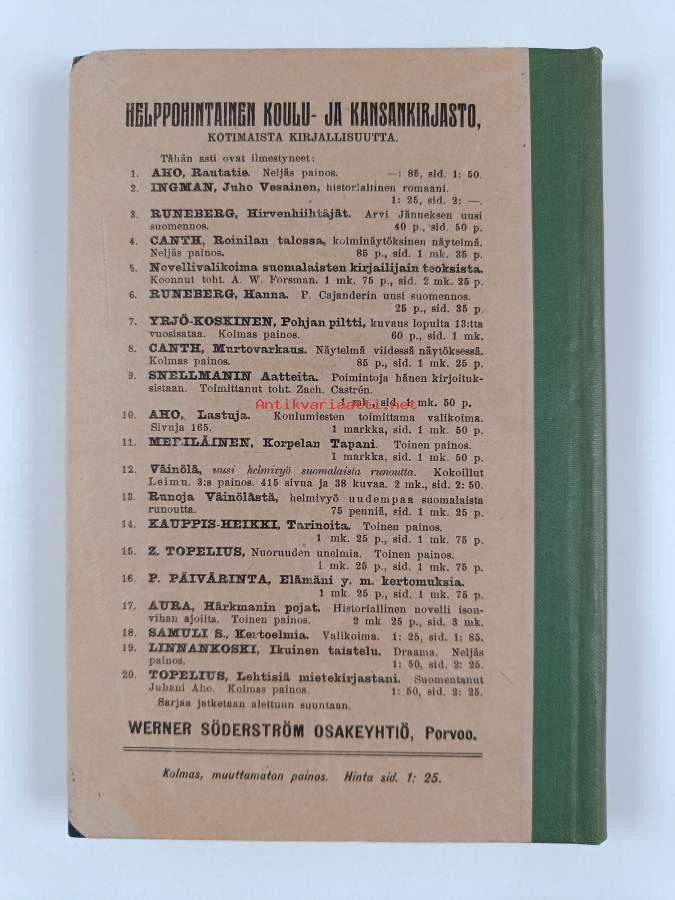 HELPPOHINTAINEN KOULU- JA KANSANKIRJASTO,
KOTIMAISTA KIRJALLISUUTTA.
Tähän asti ovat ilmestyneet:
1. AHO, Rautatie. Neljäs painos. —: 85, sid. 1: 50.
2. INGMAN, Juho Vesainen, historiallinen romaani.
1: 25, sid. 2: —.
3. RUNEBERG, Hirvenhiihtäjät. Arvi Jänneksen uusi
suomennos. 40 p., sid. 50 p.
4. CANTH, Roinilan talossa, kolminäytöksinen näytelmä.
Neljäs painos. 85 p., sid. 1 mk. 35 p.
5. Novellivalikoima suomalaisten kirjailijain teoksista.
Koonnut toht. A. W. Forsman. 1 mk. 75 p., sid. 2 mk. 25 p.
6. RUNEBERG, Hanna. P. Cajanderin uusi suomennos.
25 p., sid. 35 p.
7. YRJÖ-KOSKINEN, Pohjan piltti, kuvaus lopulta 13:tta
vuosisataa. Kolmas painos. 60 p., sid. 1 mk.
8. CANTH, Murtovarkaus. Näytelmä viidessä näytöksessä.
Kolmas painos. 85 p., sid. 1 mk. 25 p.
9. SNELLMANIN Aatteita. Poimintoja hänen kirjoituk-
sistaan. Toimittanut toht. Zach. Castrén.
1 mk., sid. 1 mk. 50 p.
Antikvariaatti.net
10. AHO, Lastuja. Koulumiesten toimittama valikoima.
Sivuja 165. 1 markka, sid. 1 mk. 50 p.
11. MERILÄINEN, Korpelan Tapani. Toinen painos.
1 markka, sid. 1 mk. 50 p.
12. Väinölä, uusi helmivyö suomalaista runoutta. Kokoillut
Leimu. 3:s painos. 415 sivua ja 38 kuvaa. 2 mk., sid. 2: 50.
13. Runoja Väinölästä, helmivyö uudempaa suomalaista
runoutta. 75 penniä, sid. 1 mk. 25 p.
14. KAUPPIS-HEIKKI, Tarinoita. Toinen painos.
1 mk. 25 p., sid. 1 mk. 75 p.
15. Z. TOPELIUS, Nuoruuden unelmia. Toinen painos.
1 mk. 25 p., sid. 1 mk. 75 p.
16. P. PÄIVÄRINTA, Elämäni y. m. kertomuksia.
1 mk. 25 p., sid. 1 mk. 75 p.
17. AURA, Härkmanin pojat. Historiallinen novelli ison-
vihan ajoilta. Toinen painos. 2 mk 25 p., sid. 3 mk.
18. SAMULI S., Kertoelmia. Valikoima. 1: 25, sid. 1: 85.
19. LINNANKOSKI, Ikuinen taistelu. Draama. Neljäs
painos. 1: 50, sid. 2: 25.
20. TOPELIUS, Lehtisiä mietekirjastani. Suomentanut
Juhani Aho. Kolmas painos. 1: 50, sid. 2: 25.
Sarjaa jatketaan alettuun suuntaan.
WERNER SÖDERSTRÖM OSAKEYHTIÖ, Porvoo.
Kolmas, muuttamaton painos. Hinta sid. 1: 25.